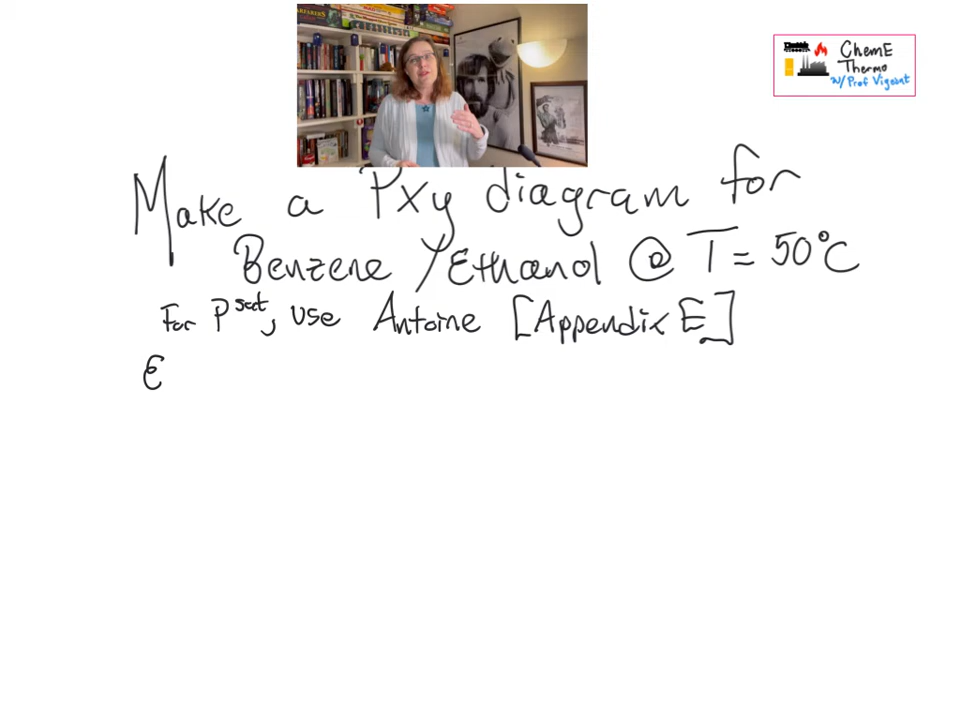 ChemE
Thermo
w/ Prof Vigeant
Make a Pxy diagram for
Benzene /Ethanol @ T = 50°C
For Psat, use Antoine [Appendix E]
E